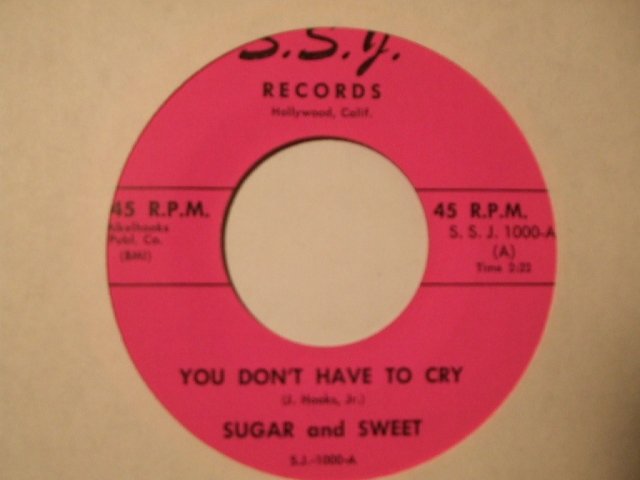 S.S.J.
RECORDS
Hollywood, Calif.
45 R.P.M.
Publ. Co.
(BMI)
45 R.P.M.
S. S. J. 1000-A
(A)
Time 2:22
YOU DON'T HAVE TO CRY
(J. Hooks, Jr.)
SUGAR and SWEET
S.J.-1000-A